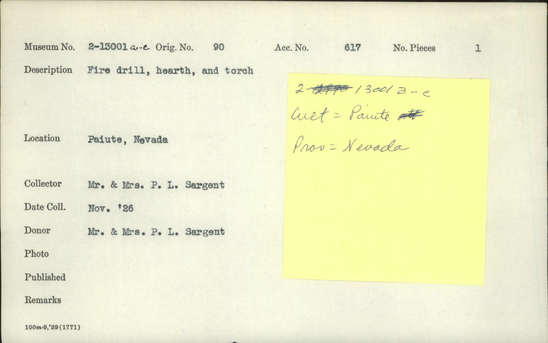 Museum No. 2-13001 a-c Orig. No. 90 Acc. No. 617 No. Pieces 1
Description Fire drill, hearth, and torch
2- 13001 a-c
Cult = Paiute
Location Paiute, Nevada
Prov = Nevada
Collector Mr. & Mrs. P. L. Sargent
Date Coll. Nov. '26
Donor Mr. & Mrs. P. L. Sargent
Photo
Published
Remarks
100m-9,'29(1771)